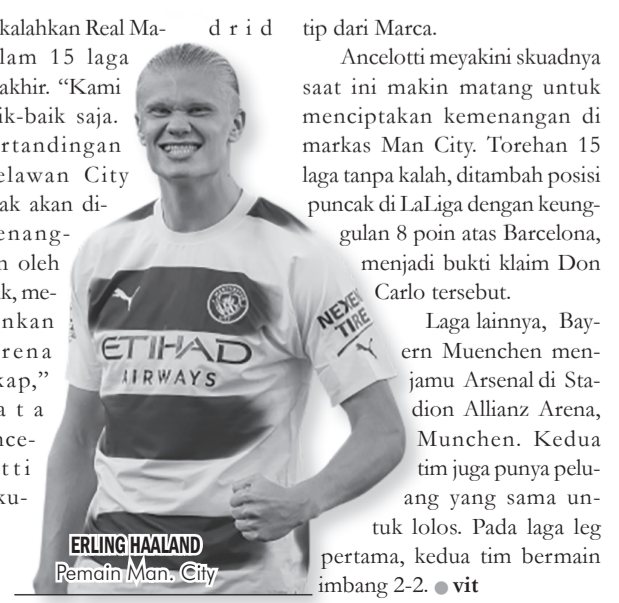 kalahkan Real Ma- drid
lam 15 laga
akhir. “Kami
ik-baik saja.
rtandingan
elawan City
ak akan di-
enang-
n oleh
k, me-
nkan
rena
kap,”
ata
nce-
tti
ku-
tip dari Marca.
Ancelotti meyakini skuadnya
saat ini makin matang untuk
menciptakan kemenangan di
markas Man City. Torehan 15
laga tanpa kalah, ditambah posisi
puncak di LaLiga dengan keung-
gulan 8 poin atas Barcelona,
menjadi bukti klaim Don
Carlo tersebut.
Laga lainnya, Bay-
ern Muenchen men-
jamu Arsenal di Sta-
dion Allianz Arena,
Munchen. Kedua
tim juga punya pelu-
ang yang sama un-
tuk lolos. Pada laga leg
pertama, kedua tim bermain
imbang 2-2. ● vit
NEXEN
TIRE
ETIHAD
AIRWAYS
ERLING HAALAND
Pemain Man. City